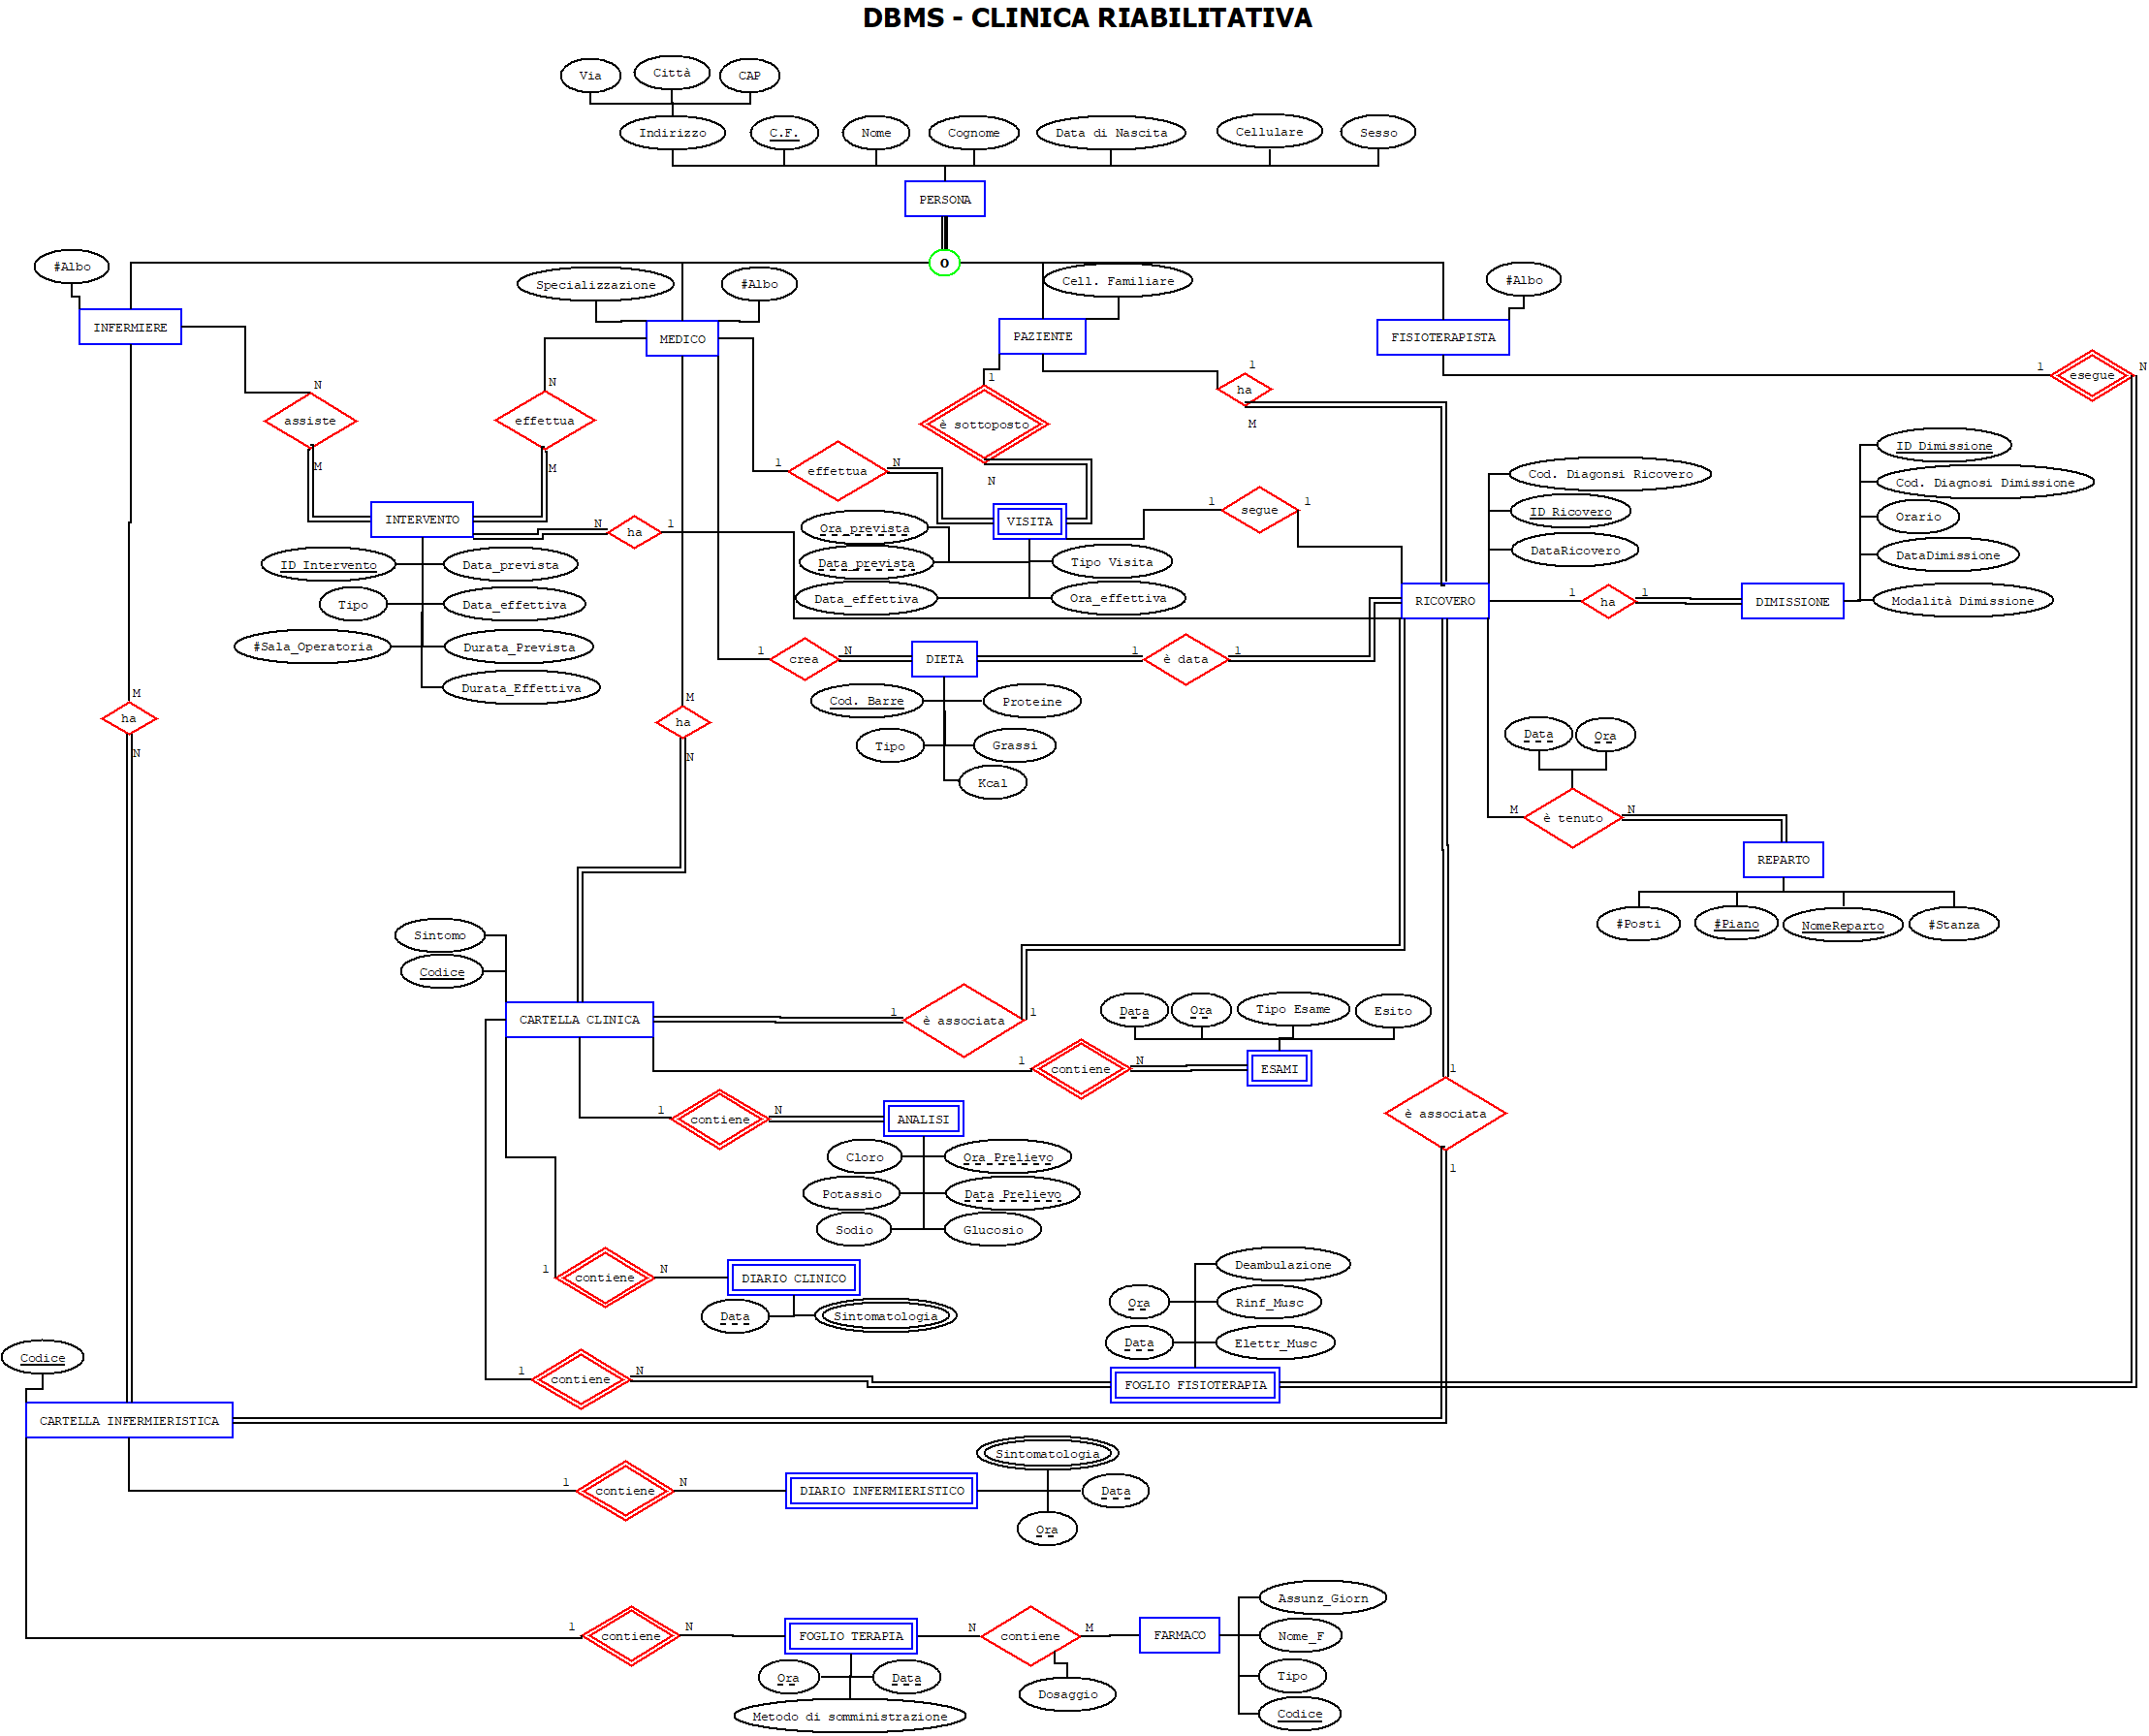 DBMS - CLINICA RIABILITATIVA
Via
Città
CAP
Indirizzo
C.F.
Nome
Cognome
Data di Nascita
Cellulare
Sesso
PERSONA
O
#Albo
Specializzazione
#Albo
Cell. Familiare
#Albo
INFERMIERE
MEDICO
PAZIENTE
FISIOTERAPISTA
1
ha
M
1
esegue
N
N
assiste
M
N
effettua
M
1
è sottoposto
N
1
effettua
N
1
segue
1
INTERVENTO
N
ha
1
VISITA
Ora_prevista
Data_prevista
Data_effettiva
Tipo Visita
Ora_effettiva
Cod. Diagonsi Ricovero
ID_Ricovero
DataRicovero
ID_Dimissione
Cod. Diagnosi Dimissione
Orario
DataDimissione
Modalità Dimissione
ID_Intervento
Data_prevista
Tipo
Data_effettiva
#Sala_Operatoria
Durata_Prevista
Durata_Effettiva
RICOVERO
1
ha
1
DIMISSIONE
1
crea
N
DIETA
1
è data
1
Cod. Barre
Proteine
Tipo
Grassi
Kcal
M
ha
N
M
ha
N
Data
Ora
M
è tenuto
N
REPARTO
#Posti
#Piano
NomeReparto
#Stanza
Sintomo
Codice
CARTELLA CLINICA
1
è associata
1
Data
Ora
Tipo Esame
Esito
1
contiene
N
ESAMI
1
contiene
N
ANALISI
1
è associata
1
Cloro
Ora_Prelievo
Potassio
Data_Prelievo
Sodio
Glucosio
1
contiene
N
DIARIO CLINICO
Data
Sintomatologia
Deambulazione
Ora
Rinf_Musc
Data
Elettr_Musc
1
contiene
N
FOGLIO FISIOTERAPIA
Codice
CARTELLA INFERMIERISTICA
1
contiene
N
DIARIO INFERMIERISTICO
Sintomatologia
Data
Ora
1
contiene
N
FOGLIO TERAPIA
N
contiene
M
FARMACO
Ora
Data
Metodo di somministrazione
Dosaggio
Assunz_Giorn
Nome_F
Tipo
Codice